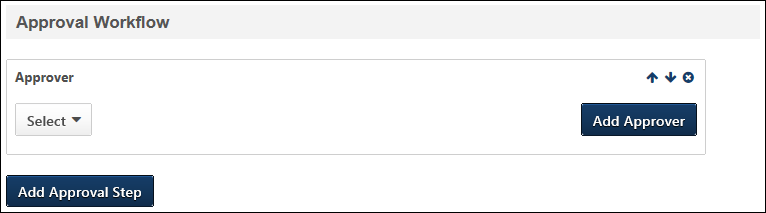 Approval Workflow
Approver
Select
Add Approver
Add Approval Step